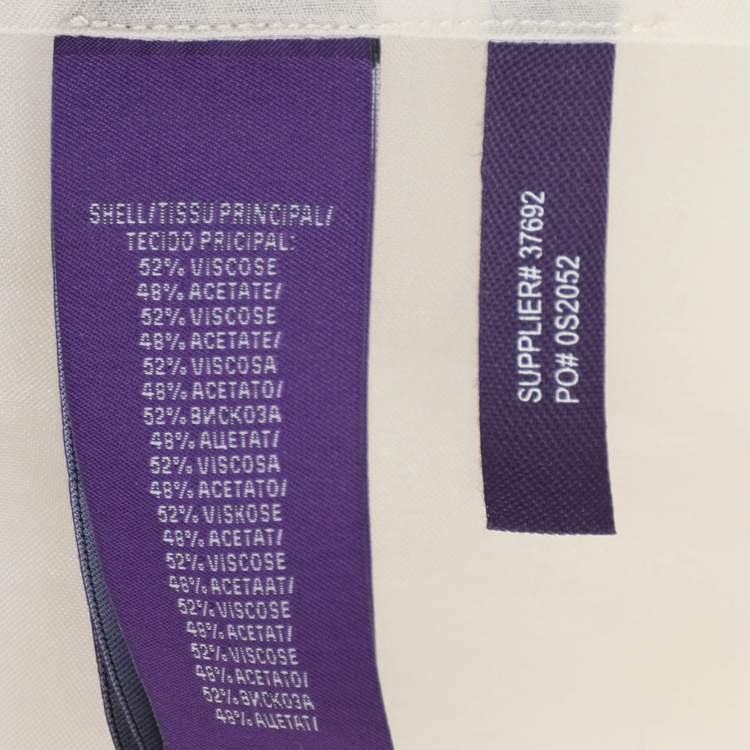 SHELL/TISSU PRINCIPAL/
TECIDO PRICIPAL:
52% VISCOSE
48% ACETATE/
52% VISCOSE
48% ACETATE/
52% VISCOSA
48% ACETATO/
52% ВИСКОЗА
48% АЦЕТАТ/
52% VISCOSA
48% ACETATO/
52% VISKOSE
48% ACETAT/
52% VISCOSE
48% ACETAAT/
52% VISCOSE
48% ACETAT/
52% VISCOSE
48% ACETATO/
52% ВИСКОЗА
48% АЦЕТАТ/
SUPPLIER# 37692
PO# 0S2052